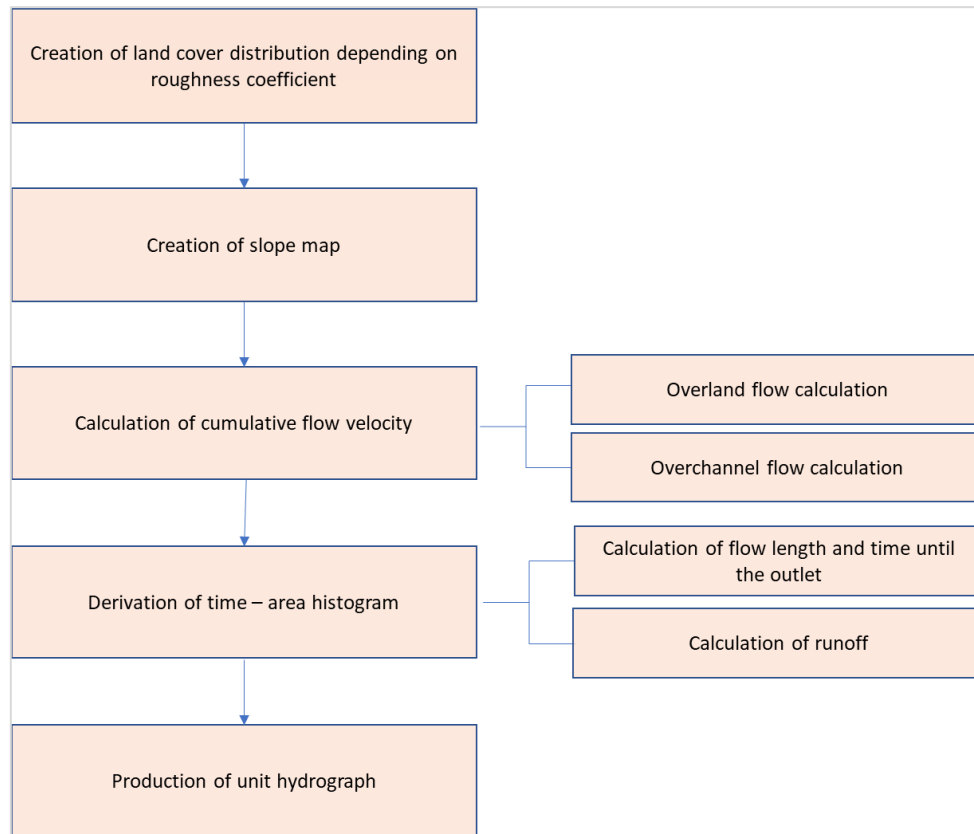 Creation of land cover distribution depending on
roughness coefficient
Creation of slope map
Calculation of cumulative flow velocity
Overland flow calculation
Overchannel flow calculation
Derivation of time – area histogram
Calculation of flow length and time until
the outlet
Calculation of runoff
Production of unit hydrograph